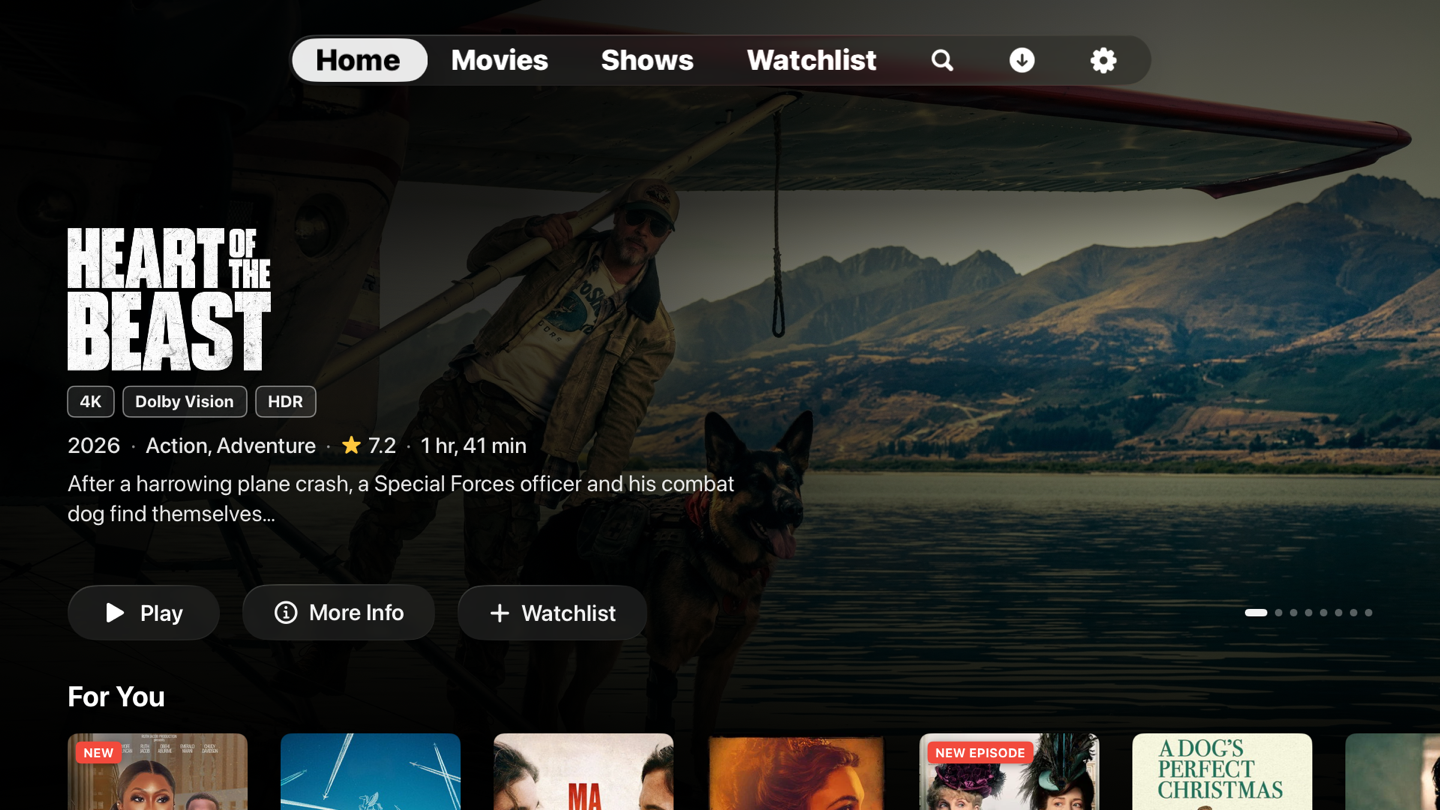 Home Movies Shows Watchlist
HEART OF THE
BEAST
4K Dolby Vision HDR
2026 · Action, Adventure · 7.2 · 1 hr, 41 min
After a harrowing plane crash, a Special Forces officer and his combat
dog find themselves...
Play More Info Watchlist
For You
NEW
MA
NEW EPISODE
A DOG'S
PERFECT
CHRISTMAS